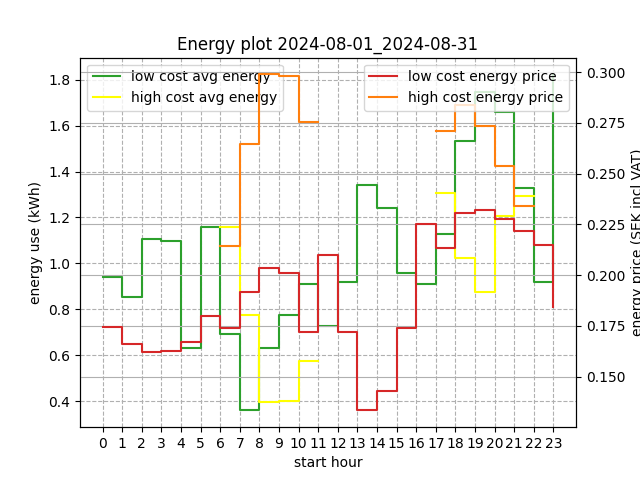 Energy plot 2024-08-01_2024-08-31
low cost avg energy
high cost avg energy
low cost energy price
high cost energy price
1.8
1.6
1.4
1.2
1.0
0.8
0.6
0.4
energy use (kWh)
0.300
0.275
0.250
0.225
0.200
0.175
0.150
energy price (SEK incl VAT)
0 1 2 3 4 5 6 7 8 9 10 11 12 13 14 15 16 17 18 19 20 21 22 23
start hour